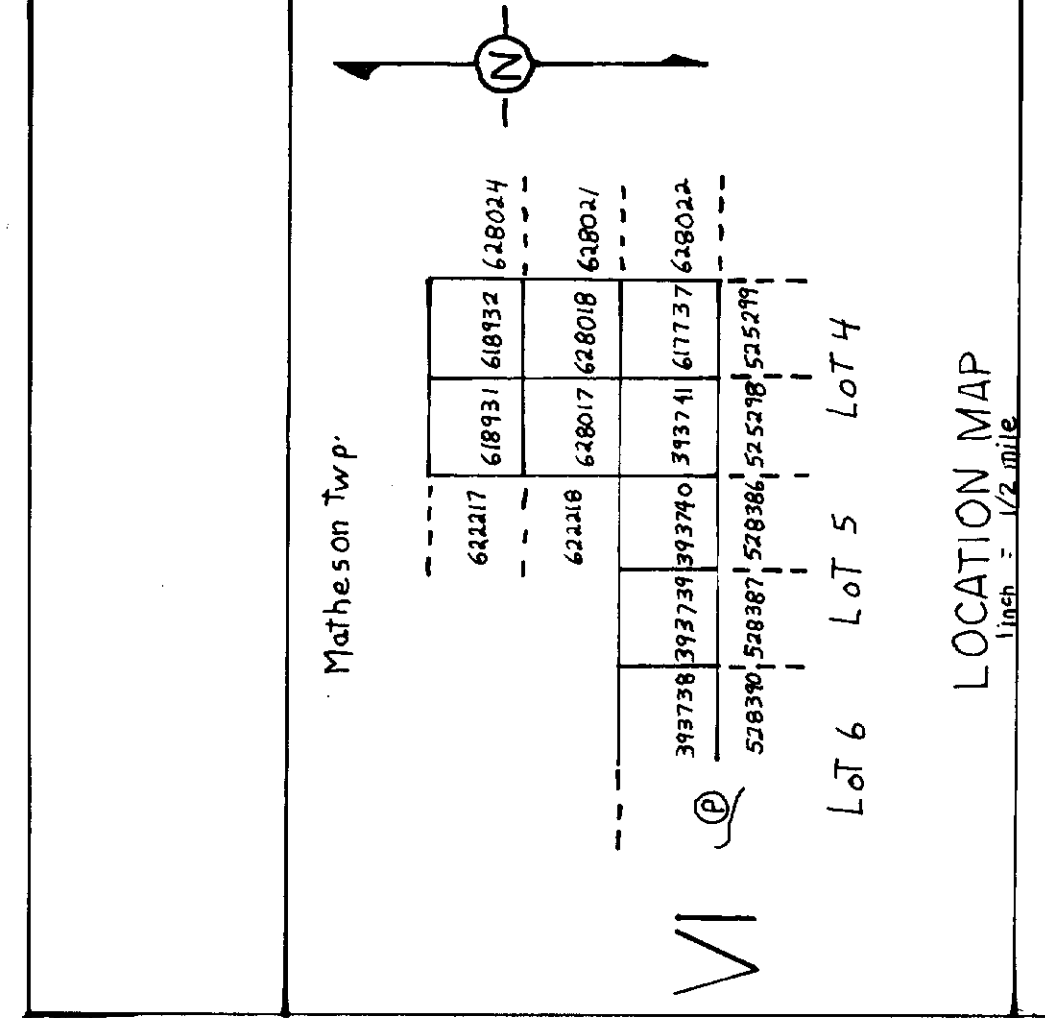 Matheson Twp.
N
622217 618931 618932 628024
622218 628017 628018 628021
393738 393739 393740 393741 617737 628022
VI P
528390 528387 528386 525298 525299
LOT 6 LOT 5 LOT 4
LOCATION MAP
1 inch = 1/2 mile